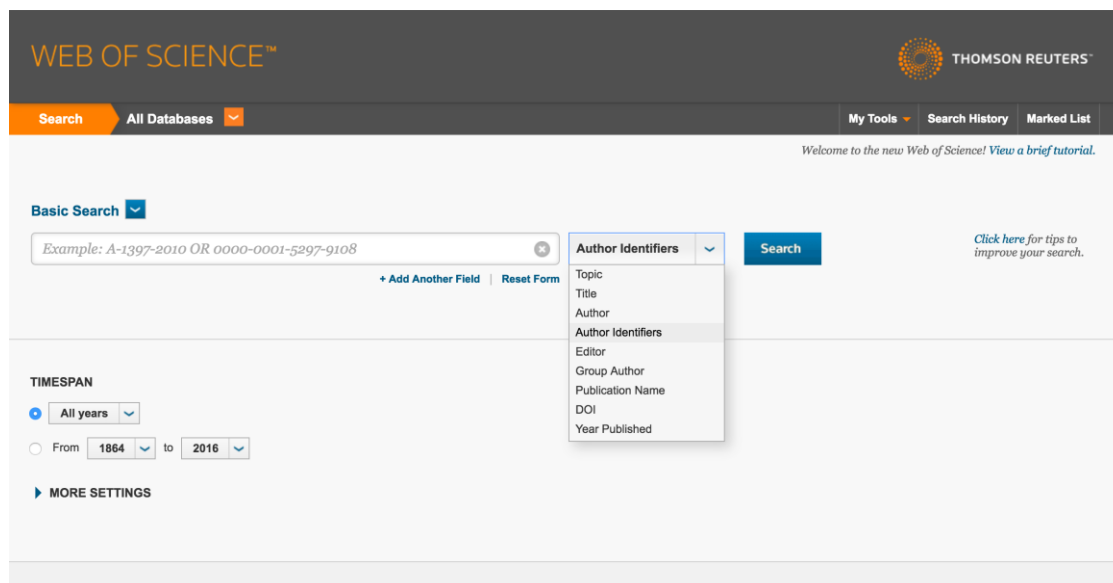 WEB OF SCIENCE™
THOMSON REUTERS™
Search All Databases My Tools Search History Marked List
Welcome to the new Web of Science! View a brief tutorial.
Basic Search
Example: A-1397-2010 OR 0000-0001-5297-9108 Author Identifiers Search
Click here for tips to
improve your search.
+ Add Another Field | Reset Form
Topic
Title
Author
Author Identifiers
Editor
Group Author
Publication Name
DOI
Year Published
TIMESPAN
All years
From 1864 to 2016
MORE SETTINGS